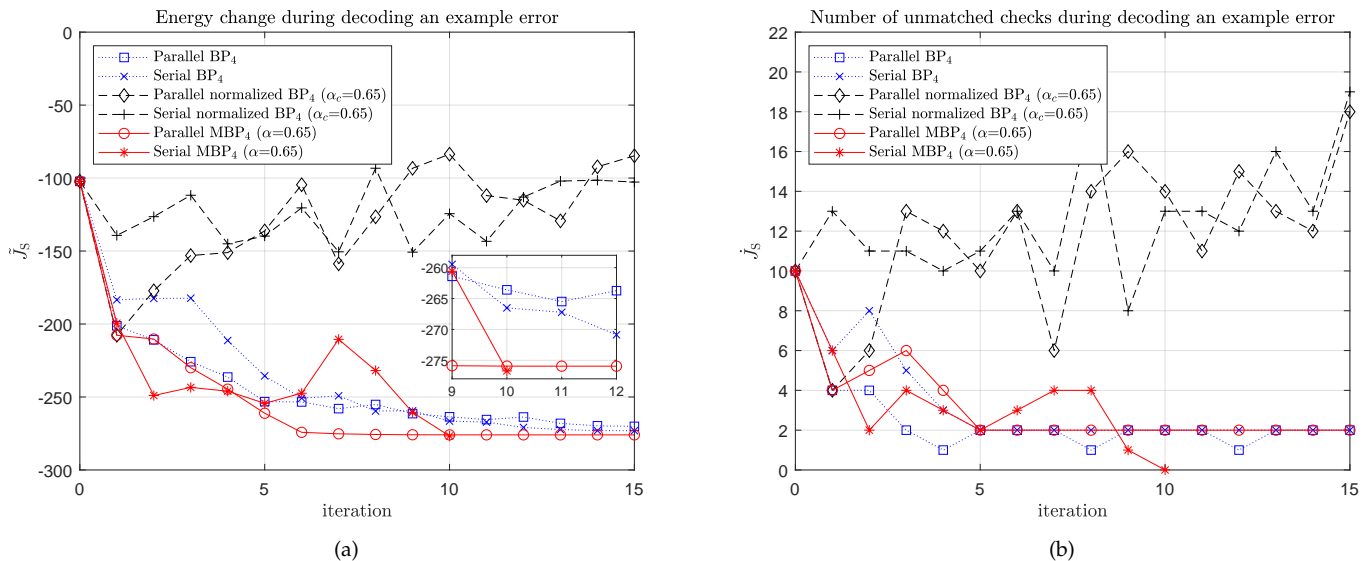 Energy change during decoding an example error
0
-50
-100
-150
-200
-250
-300
J̃S
Parallel BP4
Serial BP4
Parallel normalized BP4 (αc=0.65)
Serial normalized BP4 (αc=0.65)
Parallel MBP4 (α=0.65)
Serial MBP4 (α=0.65)
-260
-265
-270
-275
9 10 11 12
0 5 10 15
iteration
(a)
Number of unmatched checks during decoding an example error
22
20
18
16
14
12
10
8
6
4
2
0
J̇S
Parallel BP4
Serial BP4
Parallel normalized BP4 (αc=0.65)
Serial normalized BP4 (αc=0.65)
Parallel MBP4 (α=0.65)
Serial MBP4 (α=0.65)
0 5 10 15
iteration
(b)